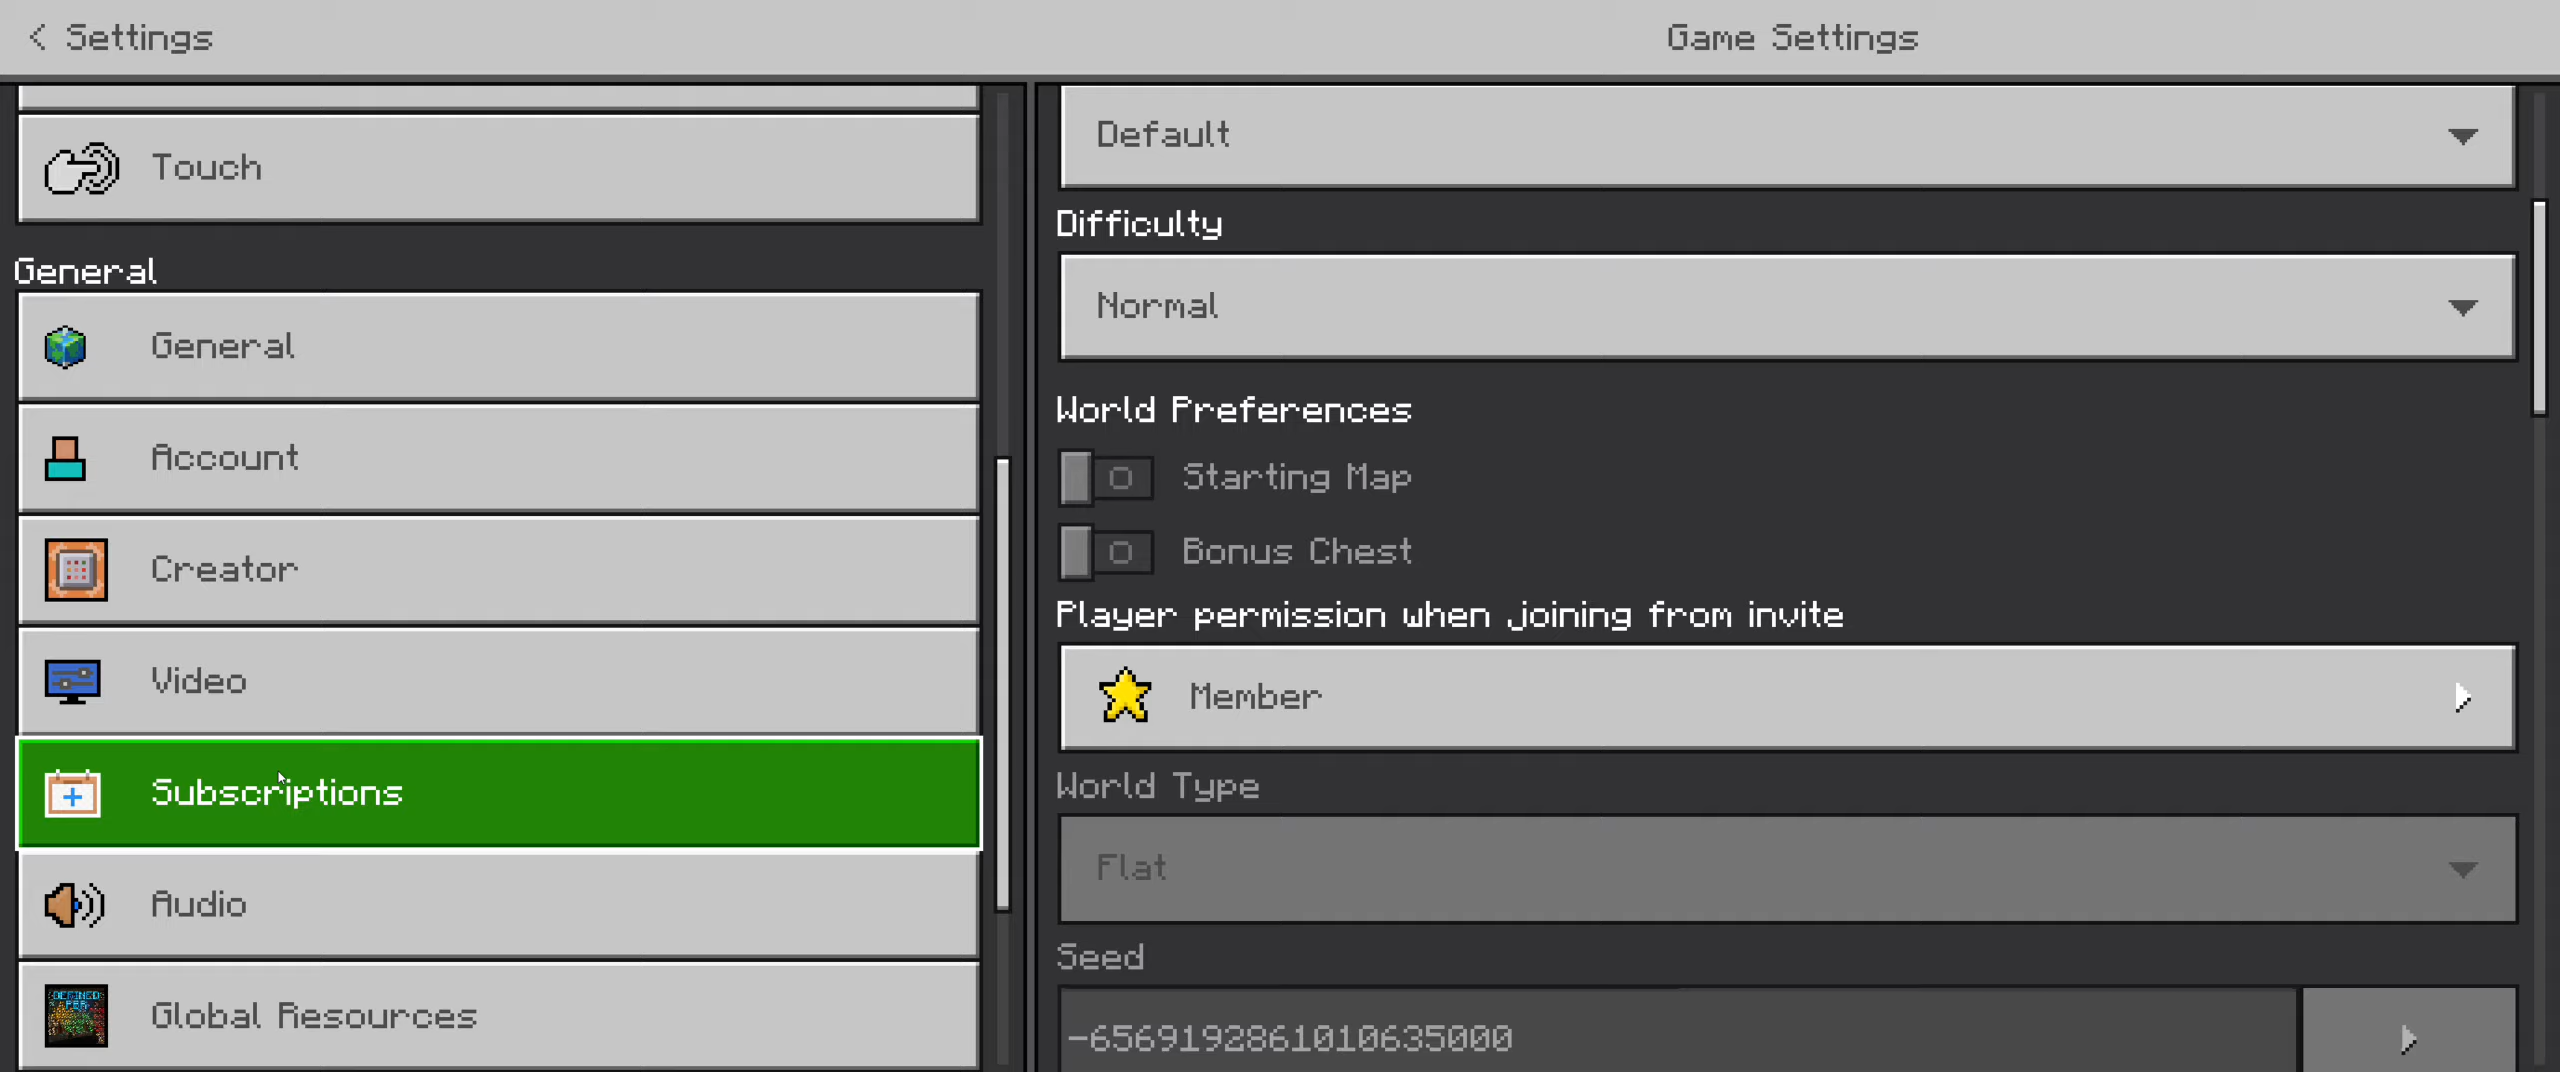 Settings
Game Settings
Touch
General
General
Account
Creator
Video
Subscriptions
Audio
Global Resources
Default
Difficulty
Normal
World Preferences
Starting Map
Bonus Chest
Player permission when joining from invite
Member
World Type
Flat
Seed
-6569192861010635000